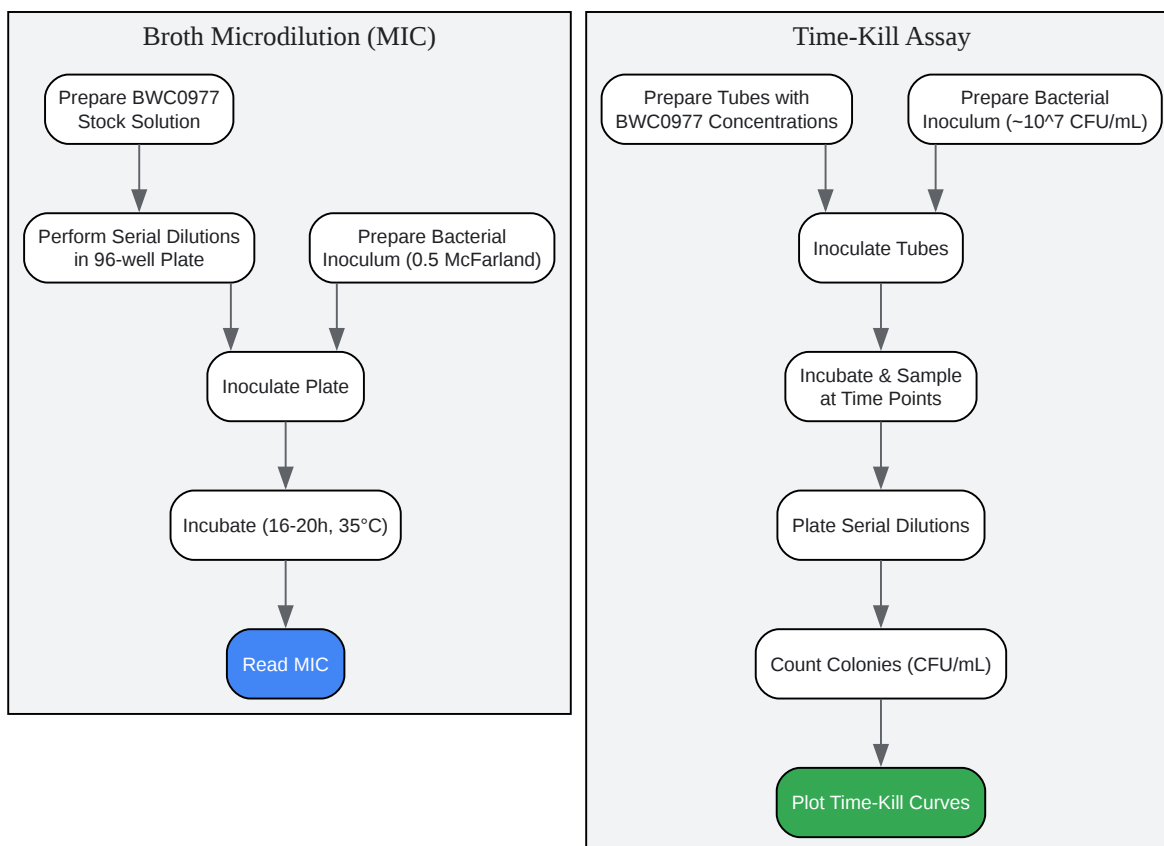 Broth Microdilution (MIC)
Prepare BWC0977
Stock Solution
Perform Serial Dilutions
in 96-well Plate
Prepare Bacterial
Inoculum (0.5 McFarland)
Inoculate Plate
Incubate (16-20h, 35°C)
Read MIC
Time-Kill Assay
Prepare Tubes with
BWC0977 Concentrations
Prepare Bacterial
Inoculum (~10^7 CFU/mL)
Inoculate Tubes
Incubate & Sample
at Time Points
Plate Serial Dilutions
Count Colonies (CFU/mL)
Plot Time-Kill Curves